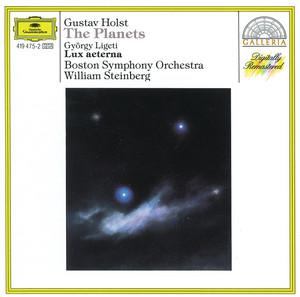 Deutsche
Grammophon
419 475-2
Gustav Holst
The Planets
György Ligeti
Lux aeterna
Boston Symphony Orchestra
William Steinberg
GALLERIA
Digitally
Remastered